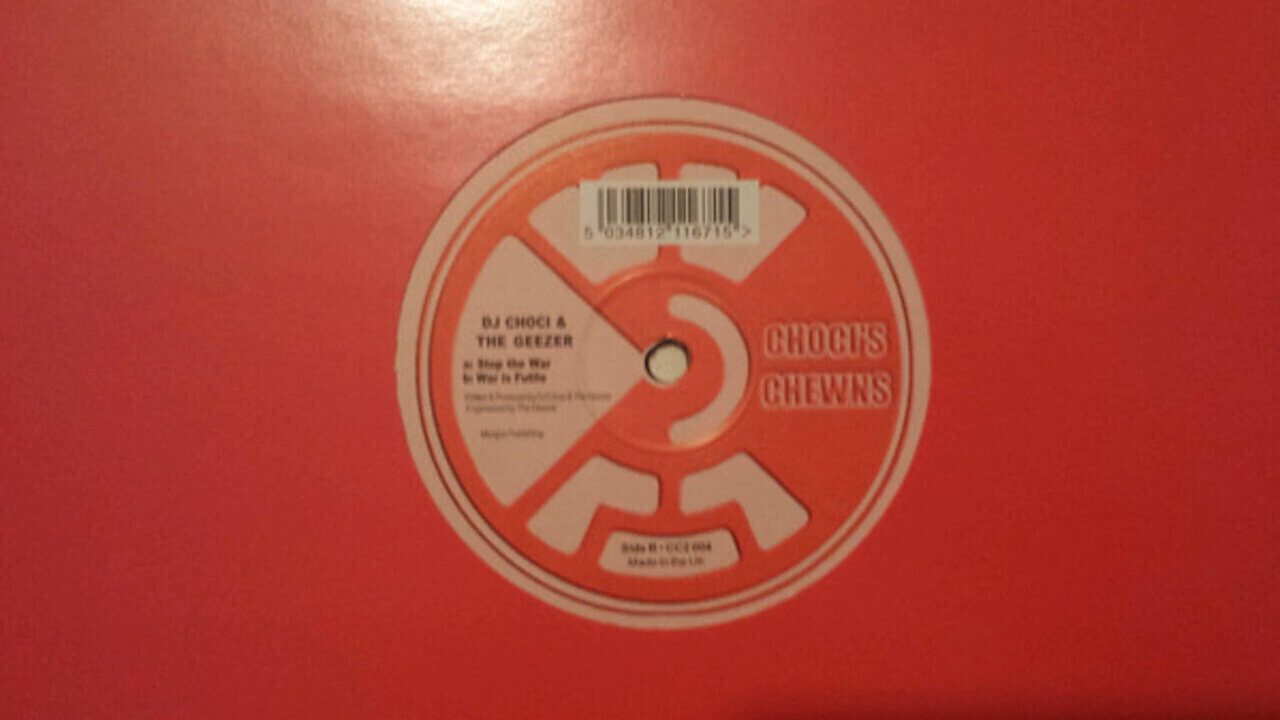 5 034812 116715 >
DJ CHOCI &
THE GEEZER
a: Stop the War
b: War is Futile
CHOCI'S
CHEWNS
Side B • CC2 004
Made in the UK